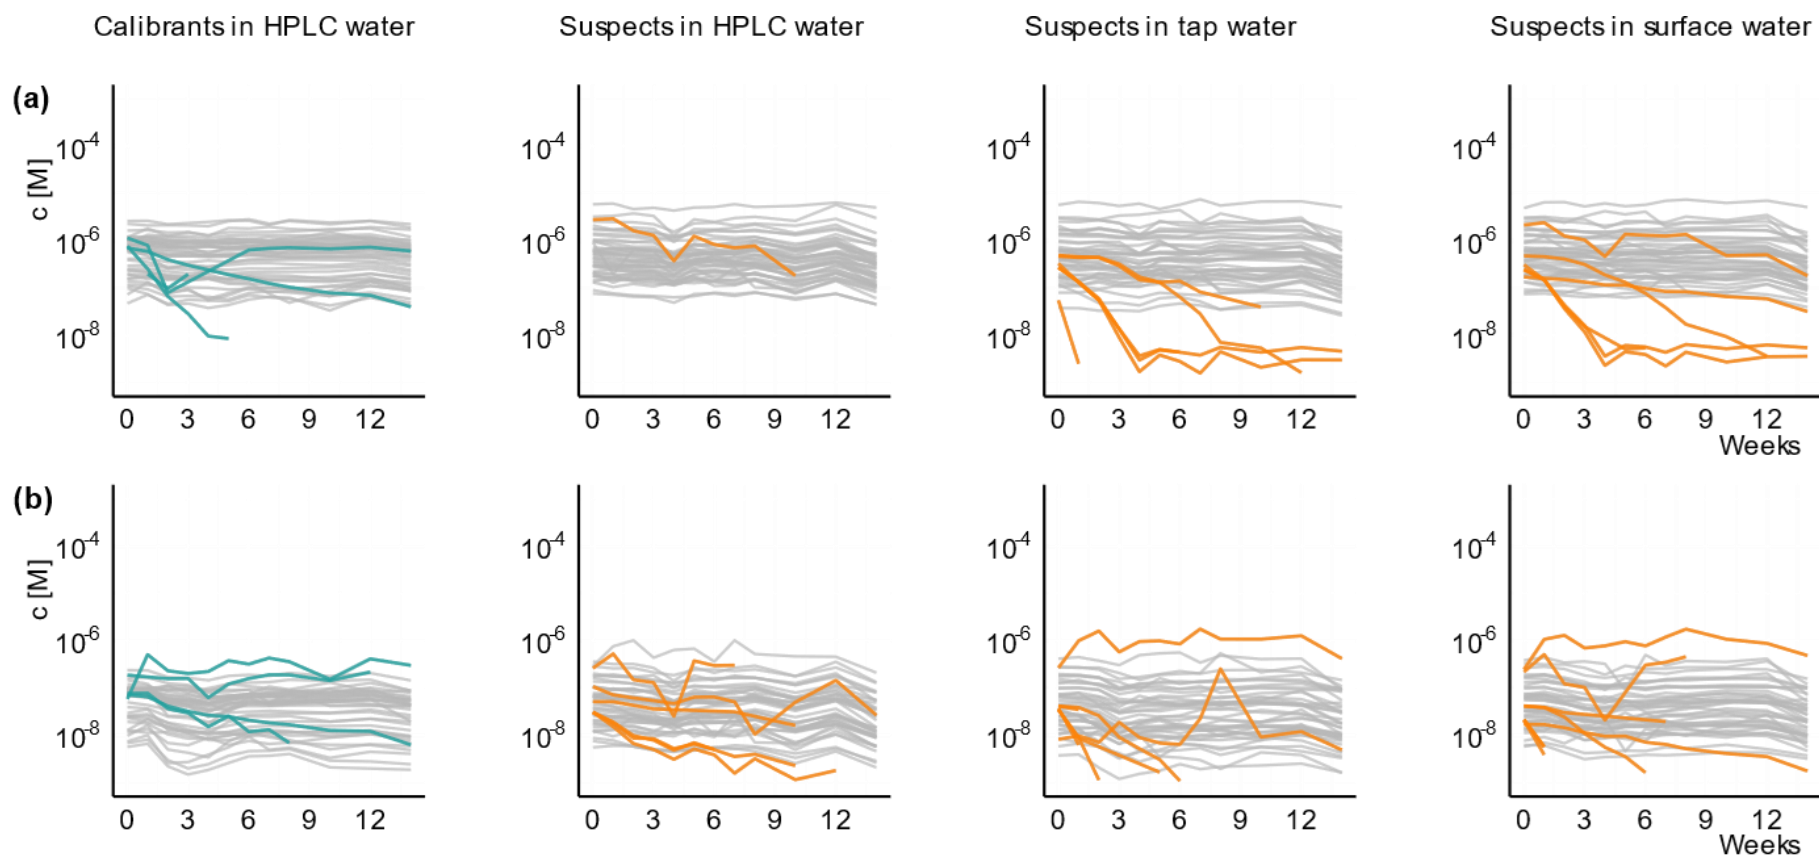 Calibrants in HPLC water Suspects in HPLC water Suspects in tap water Suspects in surface water
(a)
c [M]
10-4 10-4 10-4 10-4
10-6 10-6 10-6 10-6
10-8 10-8 10-8 10-8
0 3 6 9 12 0 3 6 9 12 0 3 6 9 12 0 3 6 9 12
Weeks
(b)
c [M]
10-4 10-4 10-4 10-4
10-6 10-6 10-6 10-6
10-8 10-8 10-8 10-8
0 3 6 9 12 0 3 6 9 12 0 3 6 9 12 0 3 6 9 12
Weeks